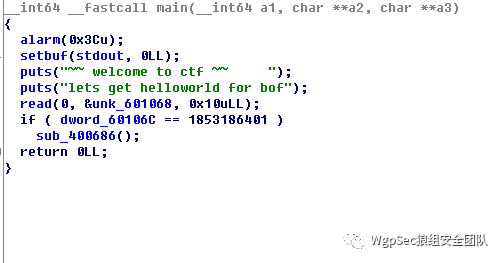 __int64 __fastcall main(__int64 a1, char **a2, char **a3)
{
alarm(0x3Cu);
setbuf(stdout, 0LL);
puts("~~ welcome to ctf ~~     ");
puts("lets get helloworld for bof");
read(0, &unk_601068, 0x10uLL);
if ( dword_60106C == 1853186401 )
sub_400686();
return 0LL;
}
WgpSec狼组安全团队